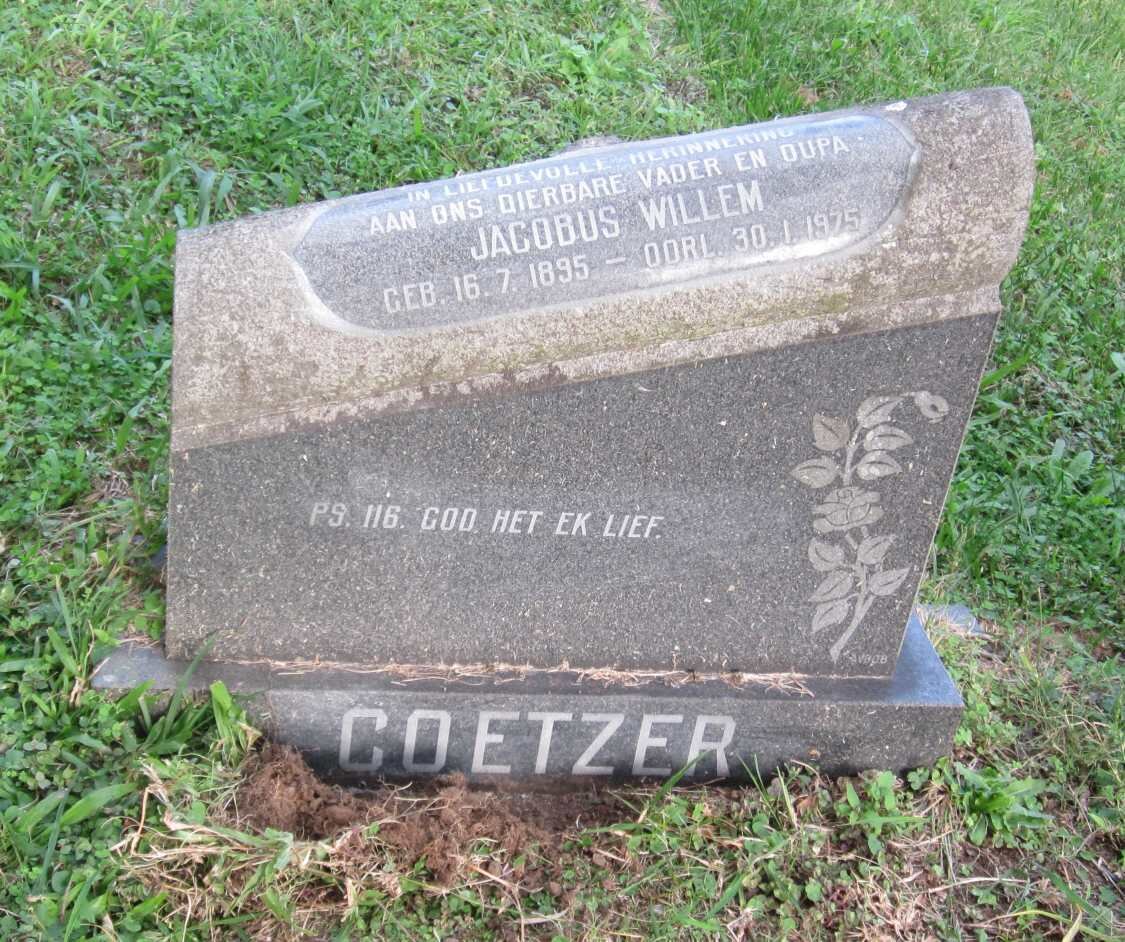 IN LIEFDEVOLLE HERINNERING
AAN ONS DIERBARE VADER EN OUPA
JACOBUS WILLEM
GEB. 16.7.1895 – OORL. 30.1.1975
PS. 116. GOD HET EK LIEF.
COETZER